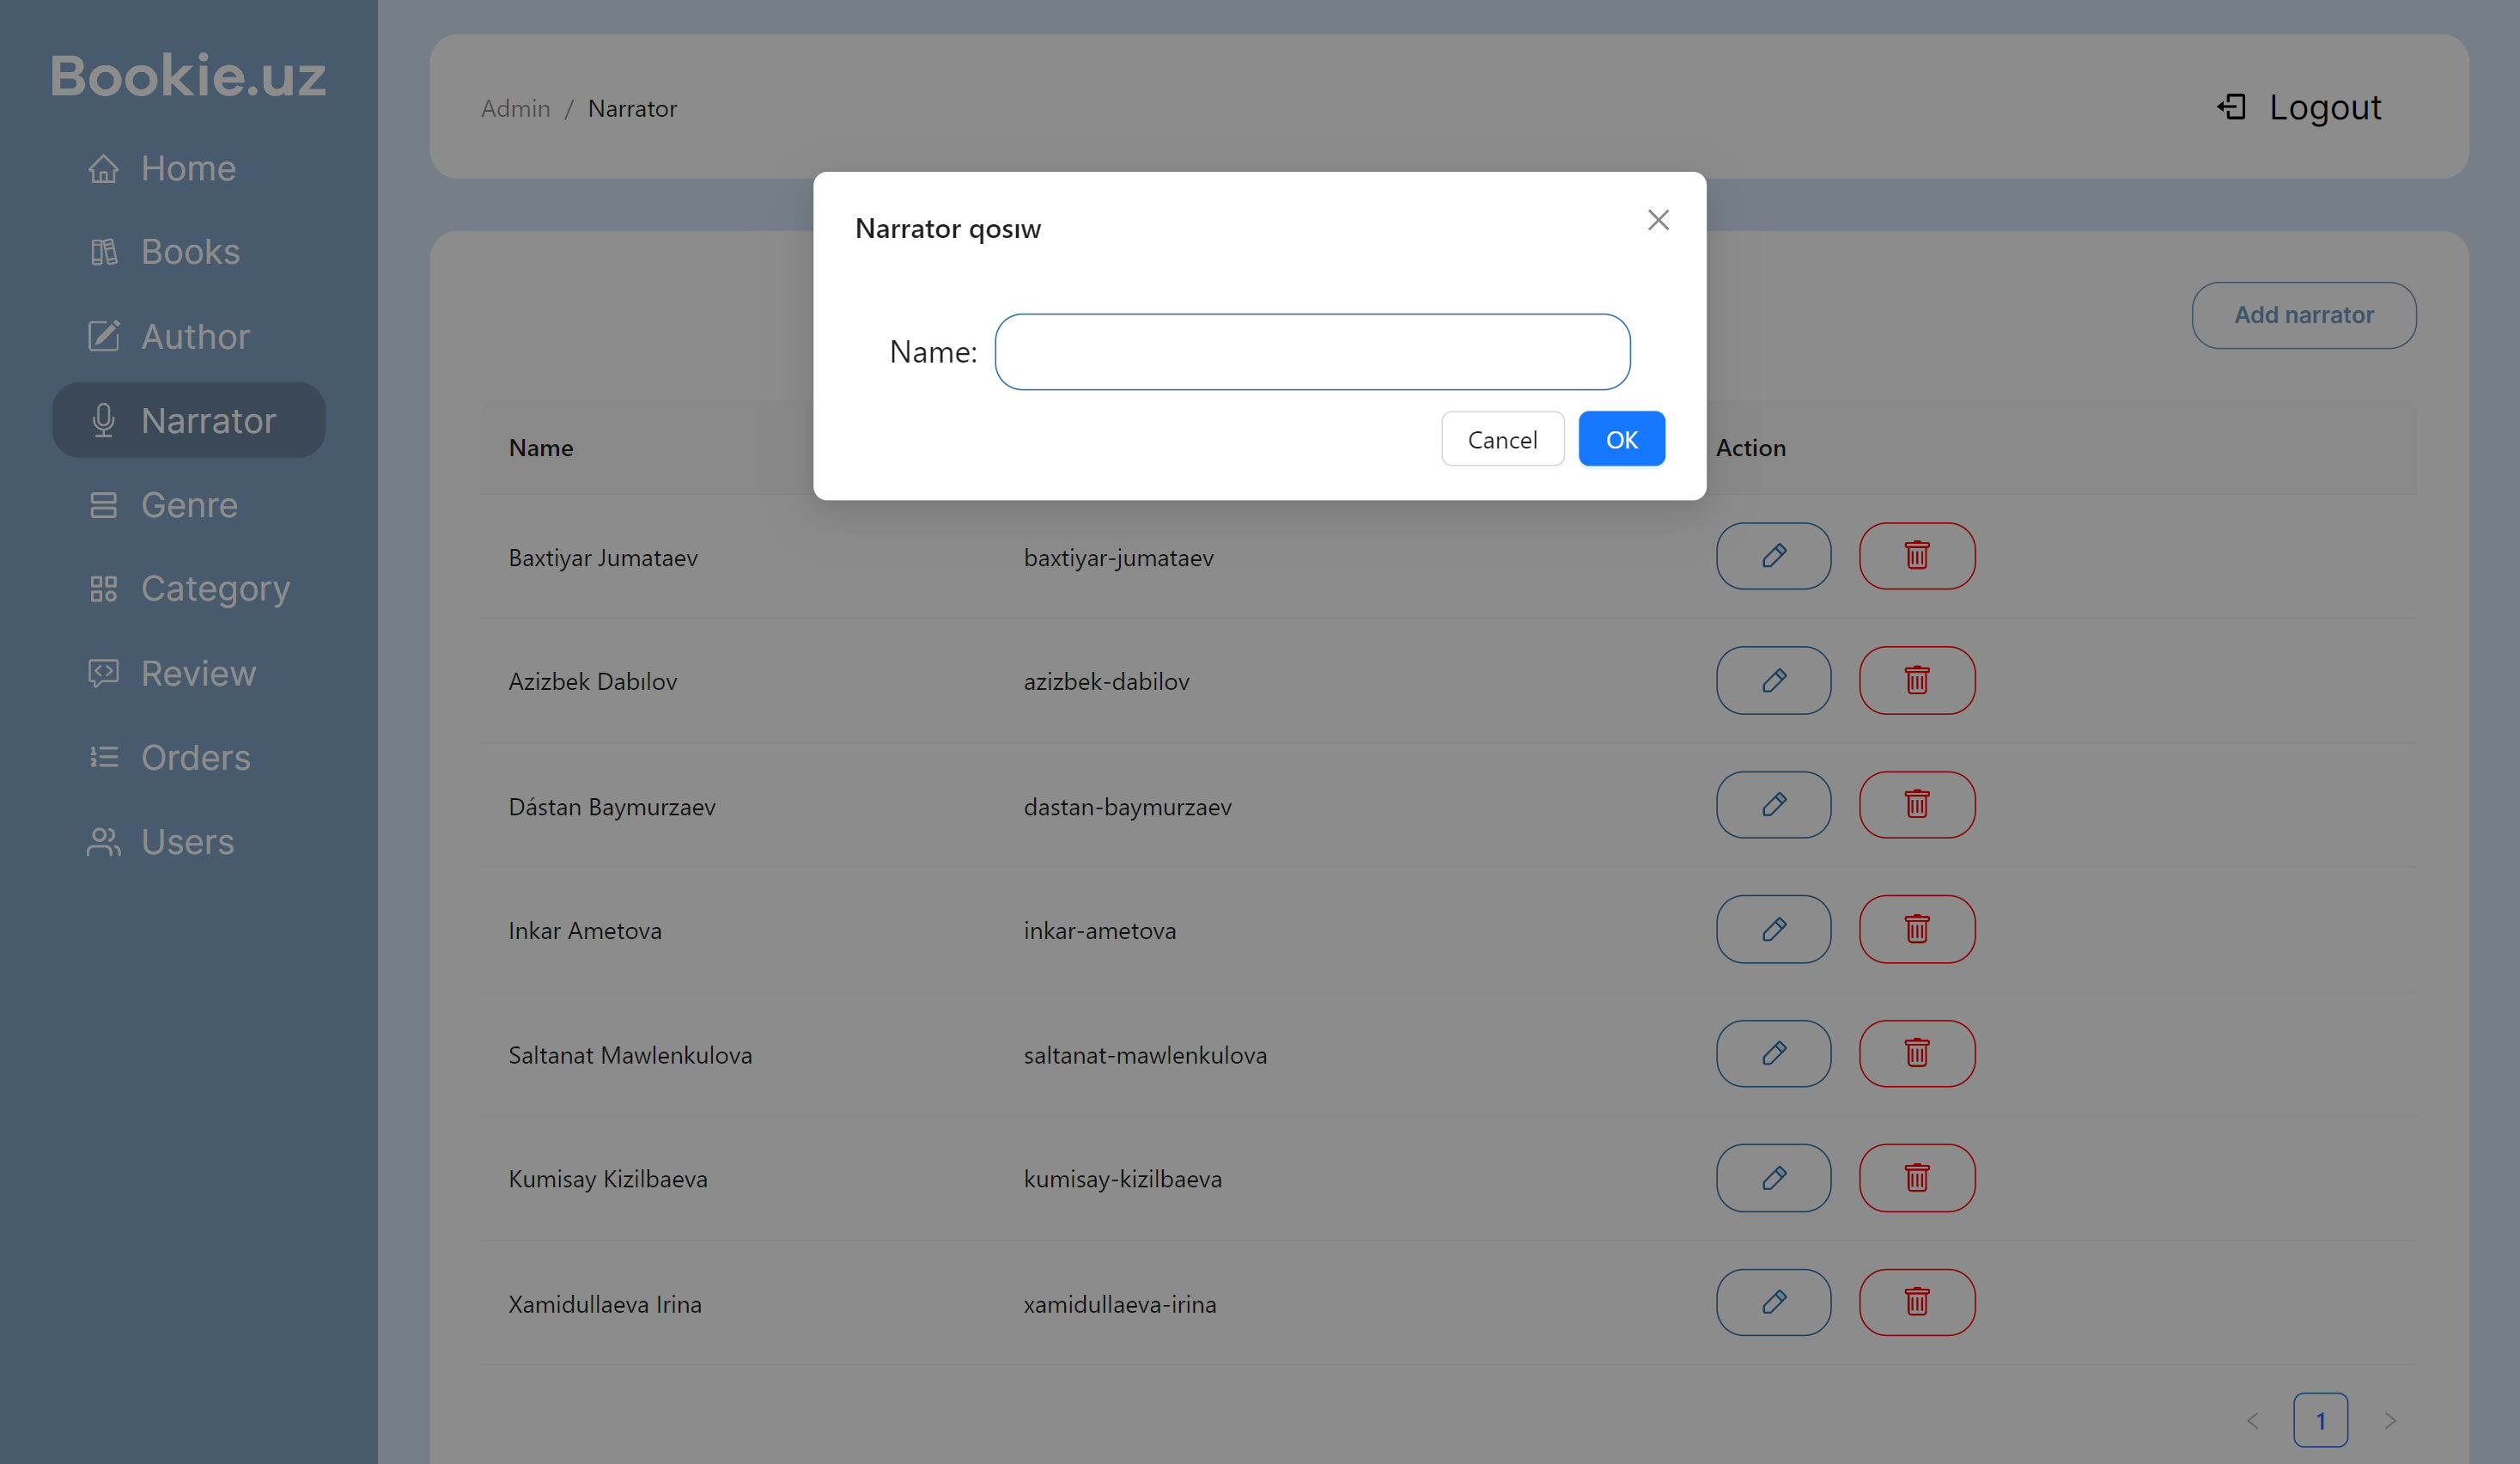 Bookie.uz
Home
Books
Author
Narrator
Genre
Category
Review
Orders
Users
Admin / Narrator
Logout
Narrator qosıw
Name:
Cancel OK
Add narrator
Name Action
Baxtiyar Jumataev baxtiyar-jumataev
Azizbek Dabılov azizbek-dabilov
Dástan Baymurzaev dastan-baymurzaev
Inkar Ametova inkar-ametova
Saltanat Mawlenkulova saltanat-mawlenkulova
Kumisay Kizilbaeva kumisay-kizilbaeva
Xamidullaeva Irina xamidullaeva-irina
< 1 >